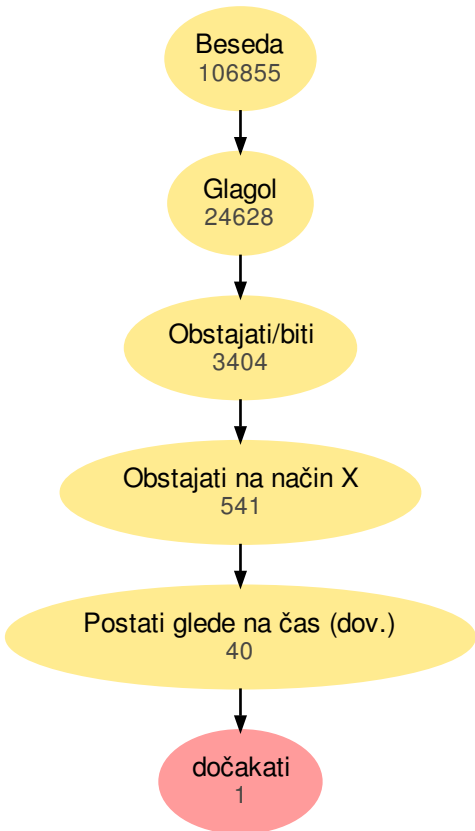 Beseda
106855
Glagol
24628
Obstajati/biti
3404
Obstajati na način X
541
Postati glede na čas (dov.)
40
dočakati
1